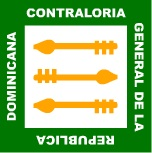 CONTRALORIA
GENERAL DE LA
REPUBLICA
DOMINICANA